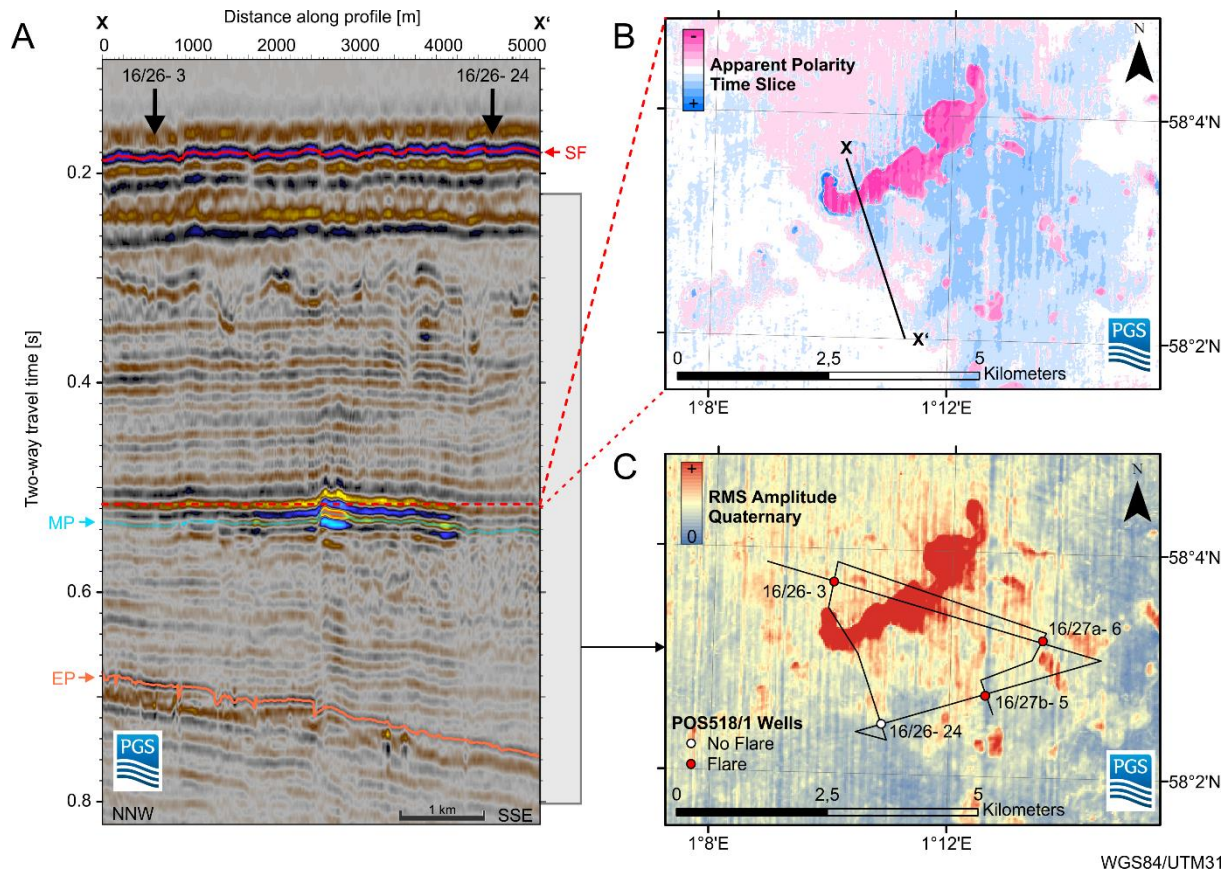 A
Distance along profile [m]
X
X'
0
1000
2000
3000
4000
5000
16/26- 3
16/26- 24
SF
0.2
0.3
0.4
Two-way travel time [s]
MP
0.6
EP
0.8
PGS
1 km
NNW
SSE
B
-
+
Apparent Polarity
Time Slice
N
58°4'N
X
X'
58°2'N
PGS
0
2,5
5
Kilometers
1°8'E
1°12'E
C
+
0
RMS Amplitude
Quaternary
N
58°4'N
16/26- 3
16/27a- 6
16/27b- 5
16/26- 24
POS518/1 Wells
No Flare
Flare
PGS
58°2'N
0
2,5
5
Kilometers
1°8'E
1°12'E
WGS84/UTM31